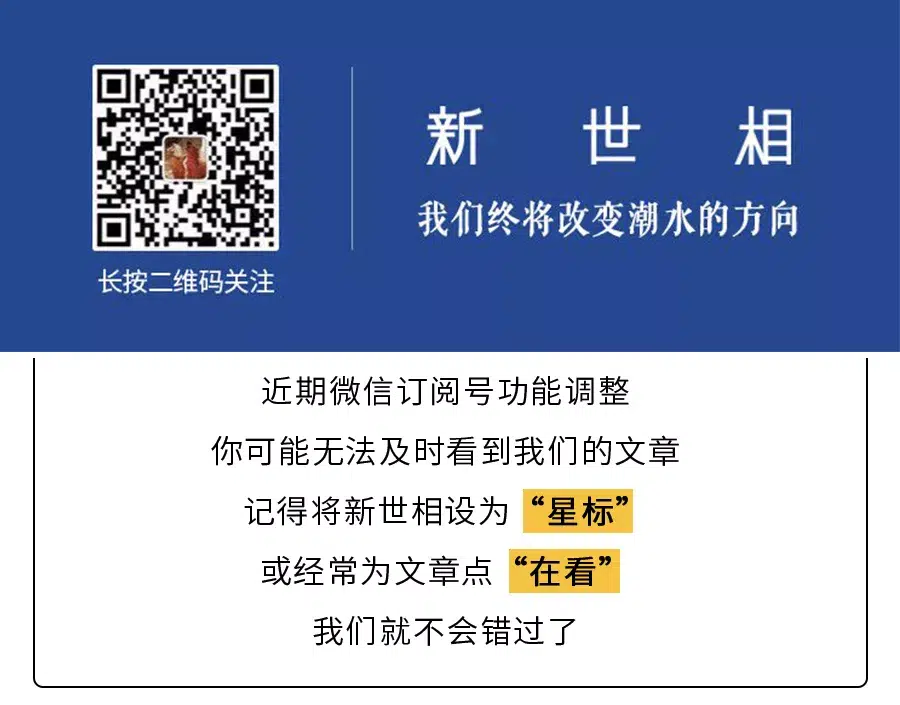 新世相
我们终将改变潮水的方向
长按二维码关注
近期微信订阅号功能调整
你可能无法及时看到我们的文章
记得将新世相设为“星标”
或经常为文章点“在看”
我们就不会错过了